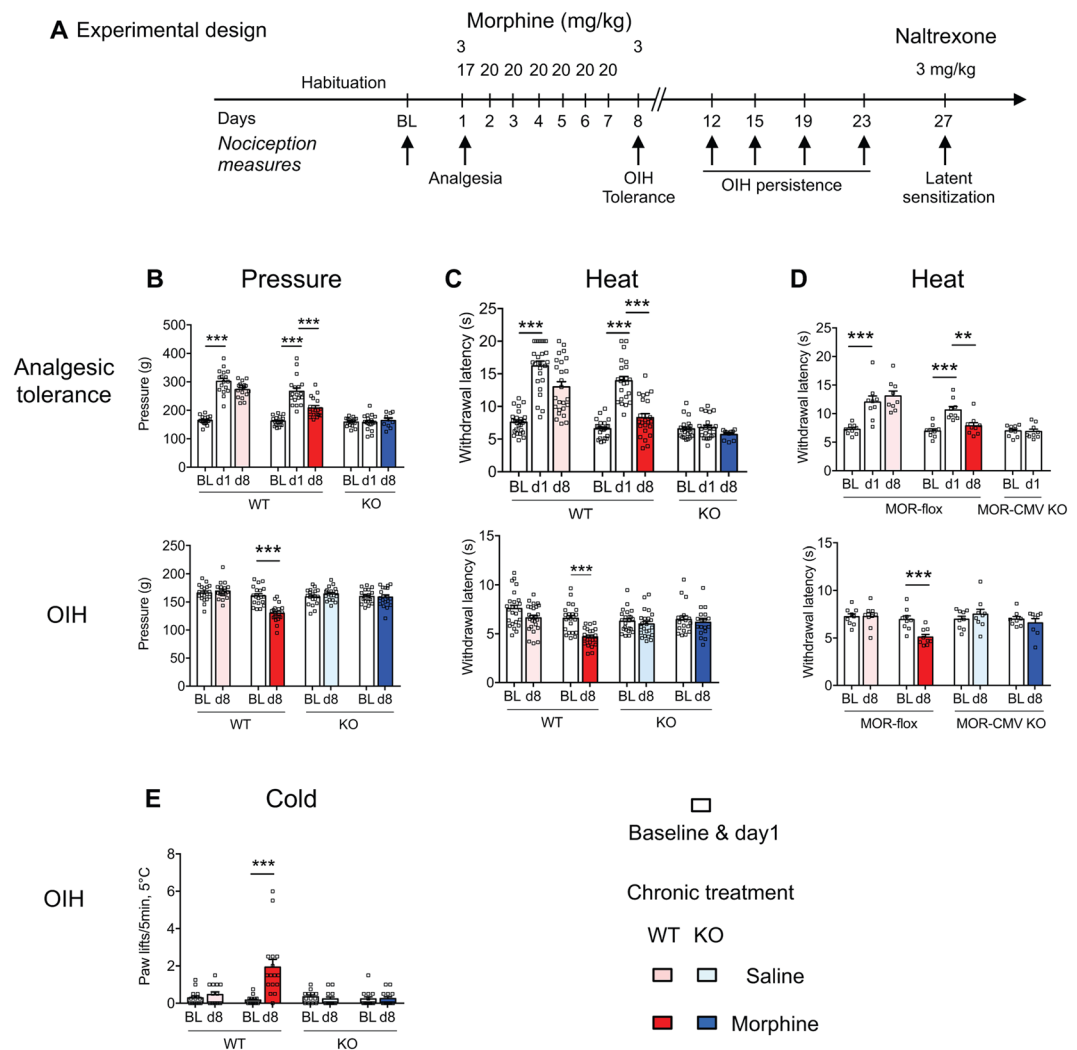 A Experimental design
Morphine (mg/kg)
3 3
17 20 20 20 20 20 20
Naltrexone
3 mg/kg
Habituation
Days BL 1 2 3 4 5 6 7 8 12 15 19 23 27
Nociception
measures
Analgesia
OIH
Tolerance
OIH persistence
Latent
sensitization
B Pressure
C Heat
D Heat
Analgesic
tolerance
Pressure (g)
500
400
300
200
100
0
*** *** ***
BL d1 d8 BL d1 d8 BL d1 d8
WT KO
Withdrawal latency (s)
25
20
15
10
5
0
*** *** ***
BL d1 d8 BL d1 d8 BL d1 d8
WT KO
Withdrawal latency (s)
25
20
15
10
5
0
*** *** **
BL d1 d8 BL d1 d8 BL d1
MOR-flox MOR-CMV KO
OIH
Pressure (g)
250
200
150
100
50
0
***
BL d8 BL d8 BL d8 BL d8
WT KO
Withdrawal latency (s)
15
10
5
0
***
BL d8 BL d8 BL d8 BL d8
WT KO
Withdrawal latency (s)
15
10
5
0
***
BL d8 BL d8 BL d8 BL d8
MOR-flox MOR-CMV KO
E Cold
OIH
Paw lifts/5min, 5°C
8
6
4
2
0
***
BL d8 BL d8 BL d8 BL d8
WT KO
Baseline & day1
Chronic treatment
WT KO
Saline
Morphine